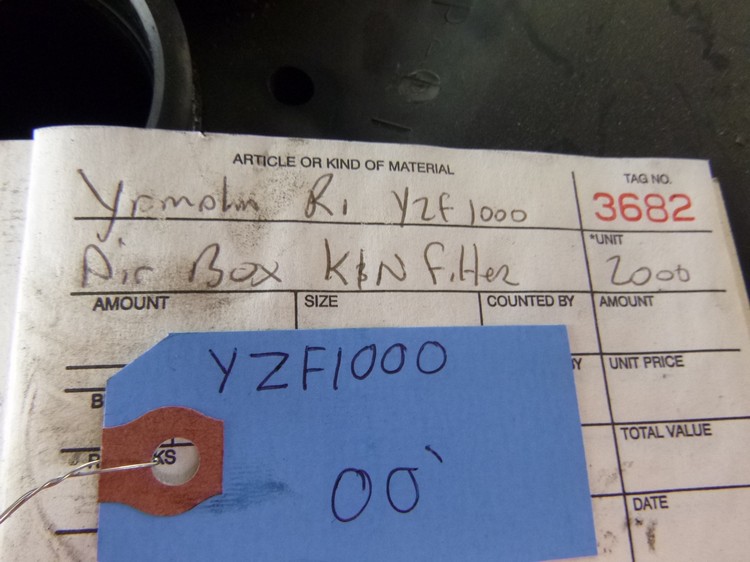 ARTICLE OR KIND OF MATERIAL
TAG NO.
Yamaha R1 YZF1000
3682
*UNIT
Air Box K&N Filter
2000
AMOUNT SIZE COUNTED BY AMOUNT
YZF1000
UNIT PRICE
TOTAL VALUE
00'
DATE